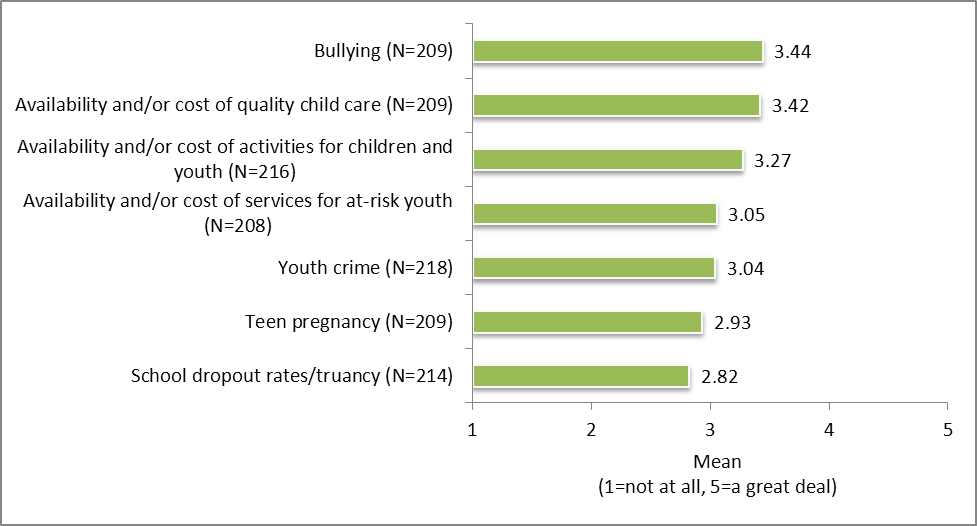 Bullying (N=209)
3.44
Availability and/or cost of quality child care (N=209)
3.42
Availability and/or cost of activities for children and
youth (N=216)
3.27
Availability and/or cost of services for at-risk youth
(N=208)
3.05
Youth crime (N=218)
3.04
Teen pregnancy (N=209)
2.93
School dropout rates/truancy (N=214)
2.82
1 2 3 4 5
Mean
(1=not at all, 5=a great deal)